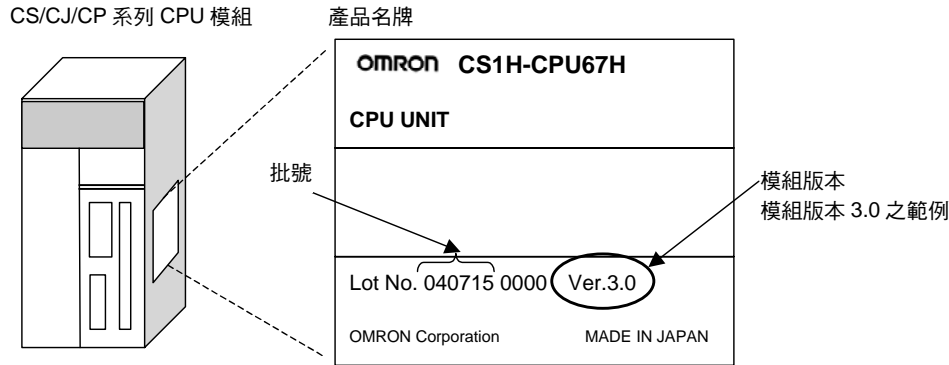 CS/CJ/CP 系列 CPU 模組
產品名牌
OMRON CS1H-CPU67H
CPU UNIT
批號
模組版本
模組版本 3.0 之範例
Lot No. 040715 0000 Ver.3.0
OMRON Corporation MADE IN JAPAN